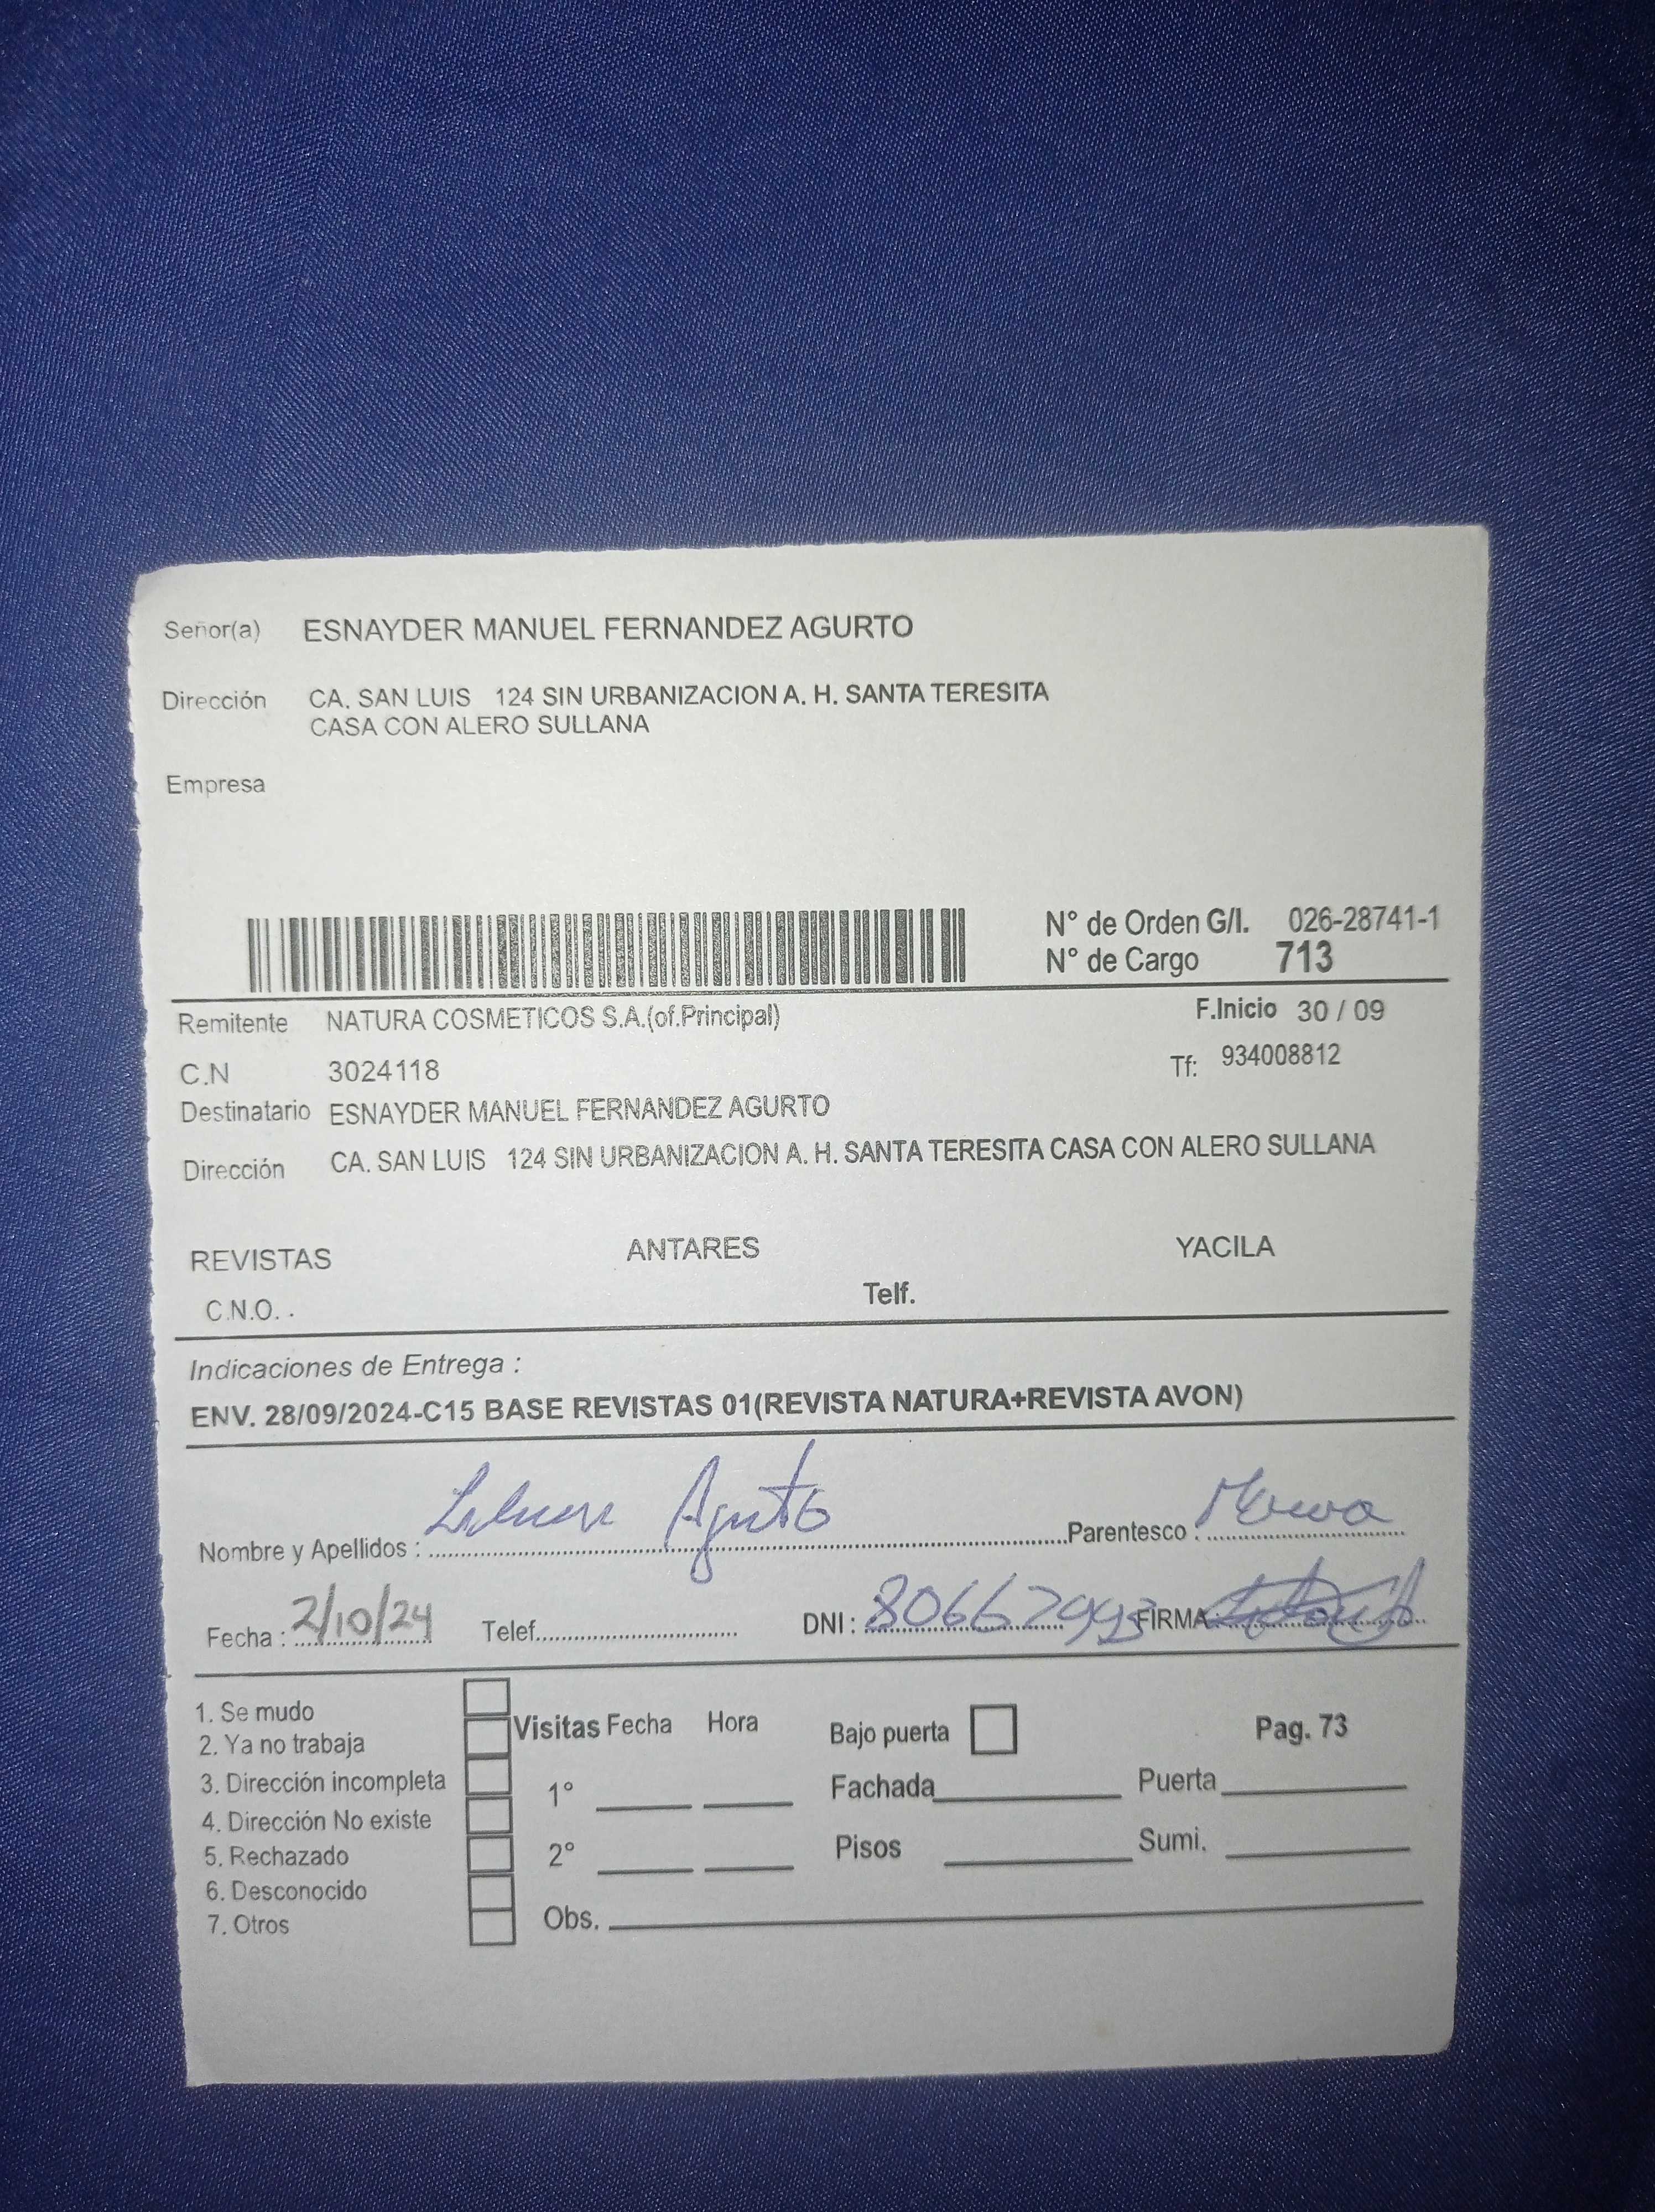 Señor(a) ESNAYDER MANUEL FERNANDEZ AGURTO
Dirección CA. SAN LUIS 124 SIN URBANIZACION A. H. SANTA TERESITA
CASA CON ALERO SULLANA
Empresa
N° de Orden G/I. 026-28741-1
N° de Cargo 713
Remitente NATURA COSMETICOS S.A.(of.Principal) F.Inicio 30 / 09
C.N 3024118 Tf: 934008812
Destinatario ESNAYDER MANUEL FERNANDEZ AGURTO
Dirección CA. SAN LUIS 124 SIN URBANIZACION A. H. SANTA TERESITA CASA CON ALERO SULLANA
REVISTAS ANTARES YACILA
C.N.O. . Telf.
Indicaciones de Entrega :
ENV. 28/09/2024-C15 BASE REVISTAS 01(REVISTA NATURA+REVISTA AVON)
Nombre y Apellidos : Agurto Parentesco :
Fecha : 2/10/24 Telef. DNI : 80662993 FIRMA
1. Se mudo
2. Ya no trabaja
3. Dirección incompleta
4. Dirección No existe
5. Rechazado
6. Desconocido
7. Otros
Visitas Fecha Hora
1°
2°
Obs.
Bajo puerta Pag. 73
Fachada Puerta
Pisos Sumi.